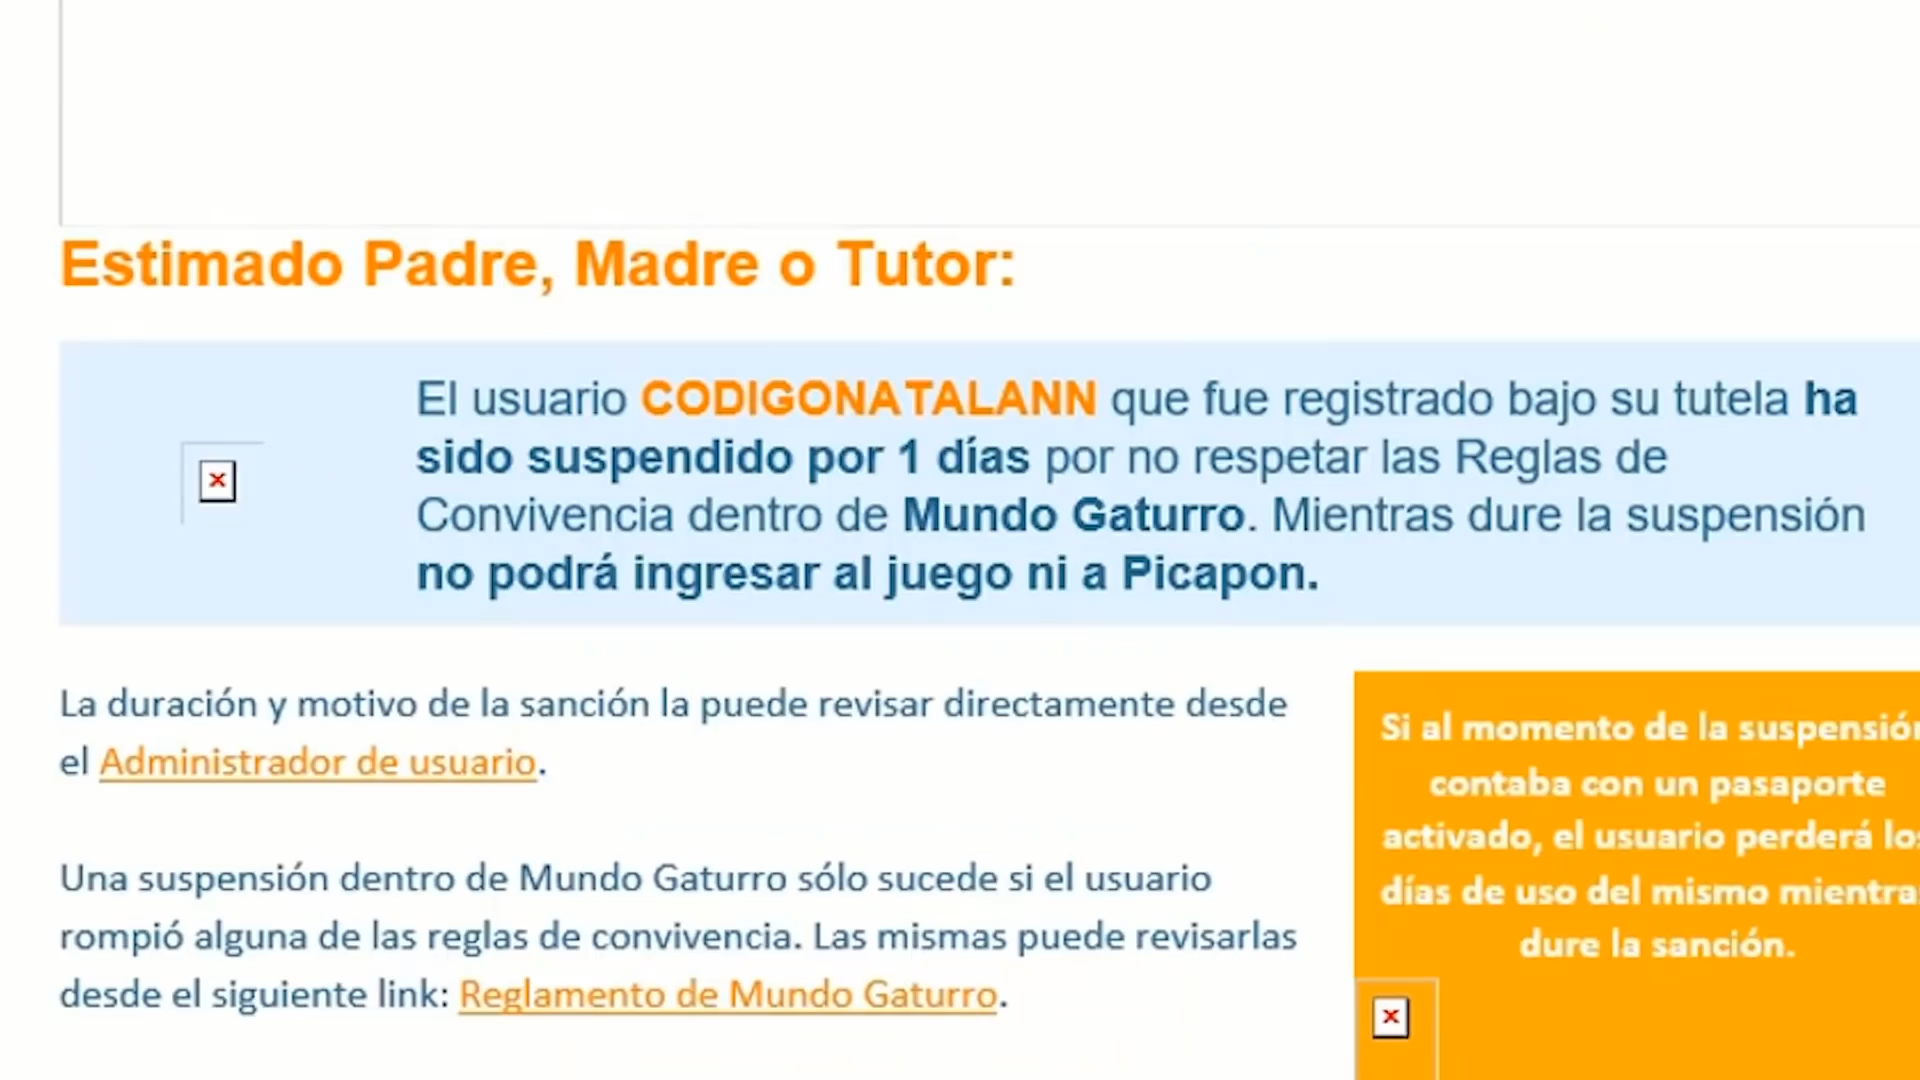 Estimado Padre, Madre o Tutor:
El usuario CODIGONATALANN que fue registrado bajo su tutela ha
sido suspendido por 1 días por no respetar las Reglas de
Convivencia dentro de Mundo Gaturro. Mientras dure la suspensión
no podrá ingresar al juego ni a Picapon.
La duración y motivo de la sanción la puede revisar directamente desde
el Administrador de usuario.
Una suspensión dentro de Mundo Gaturro sólo sucede si el usuario
rompió alguna de las reglas de convivencia. Las mismas puede revisarlas
desde el siguiente link: Reglamento de Mundo Gaturro.
Si al momento de la suspensión
contaba con un pasaporte
activado, el usuario perderá los
días de uso del mismo mientras
dure la sanción.